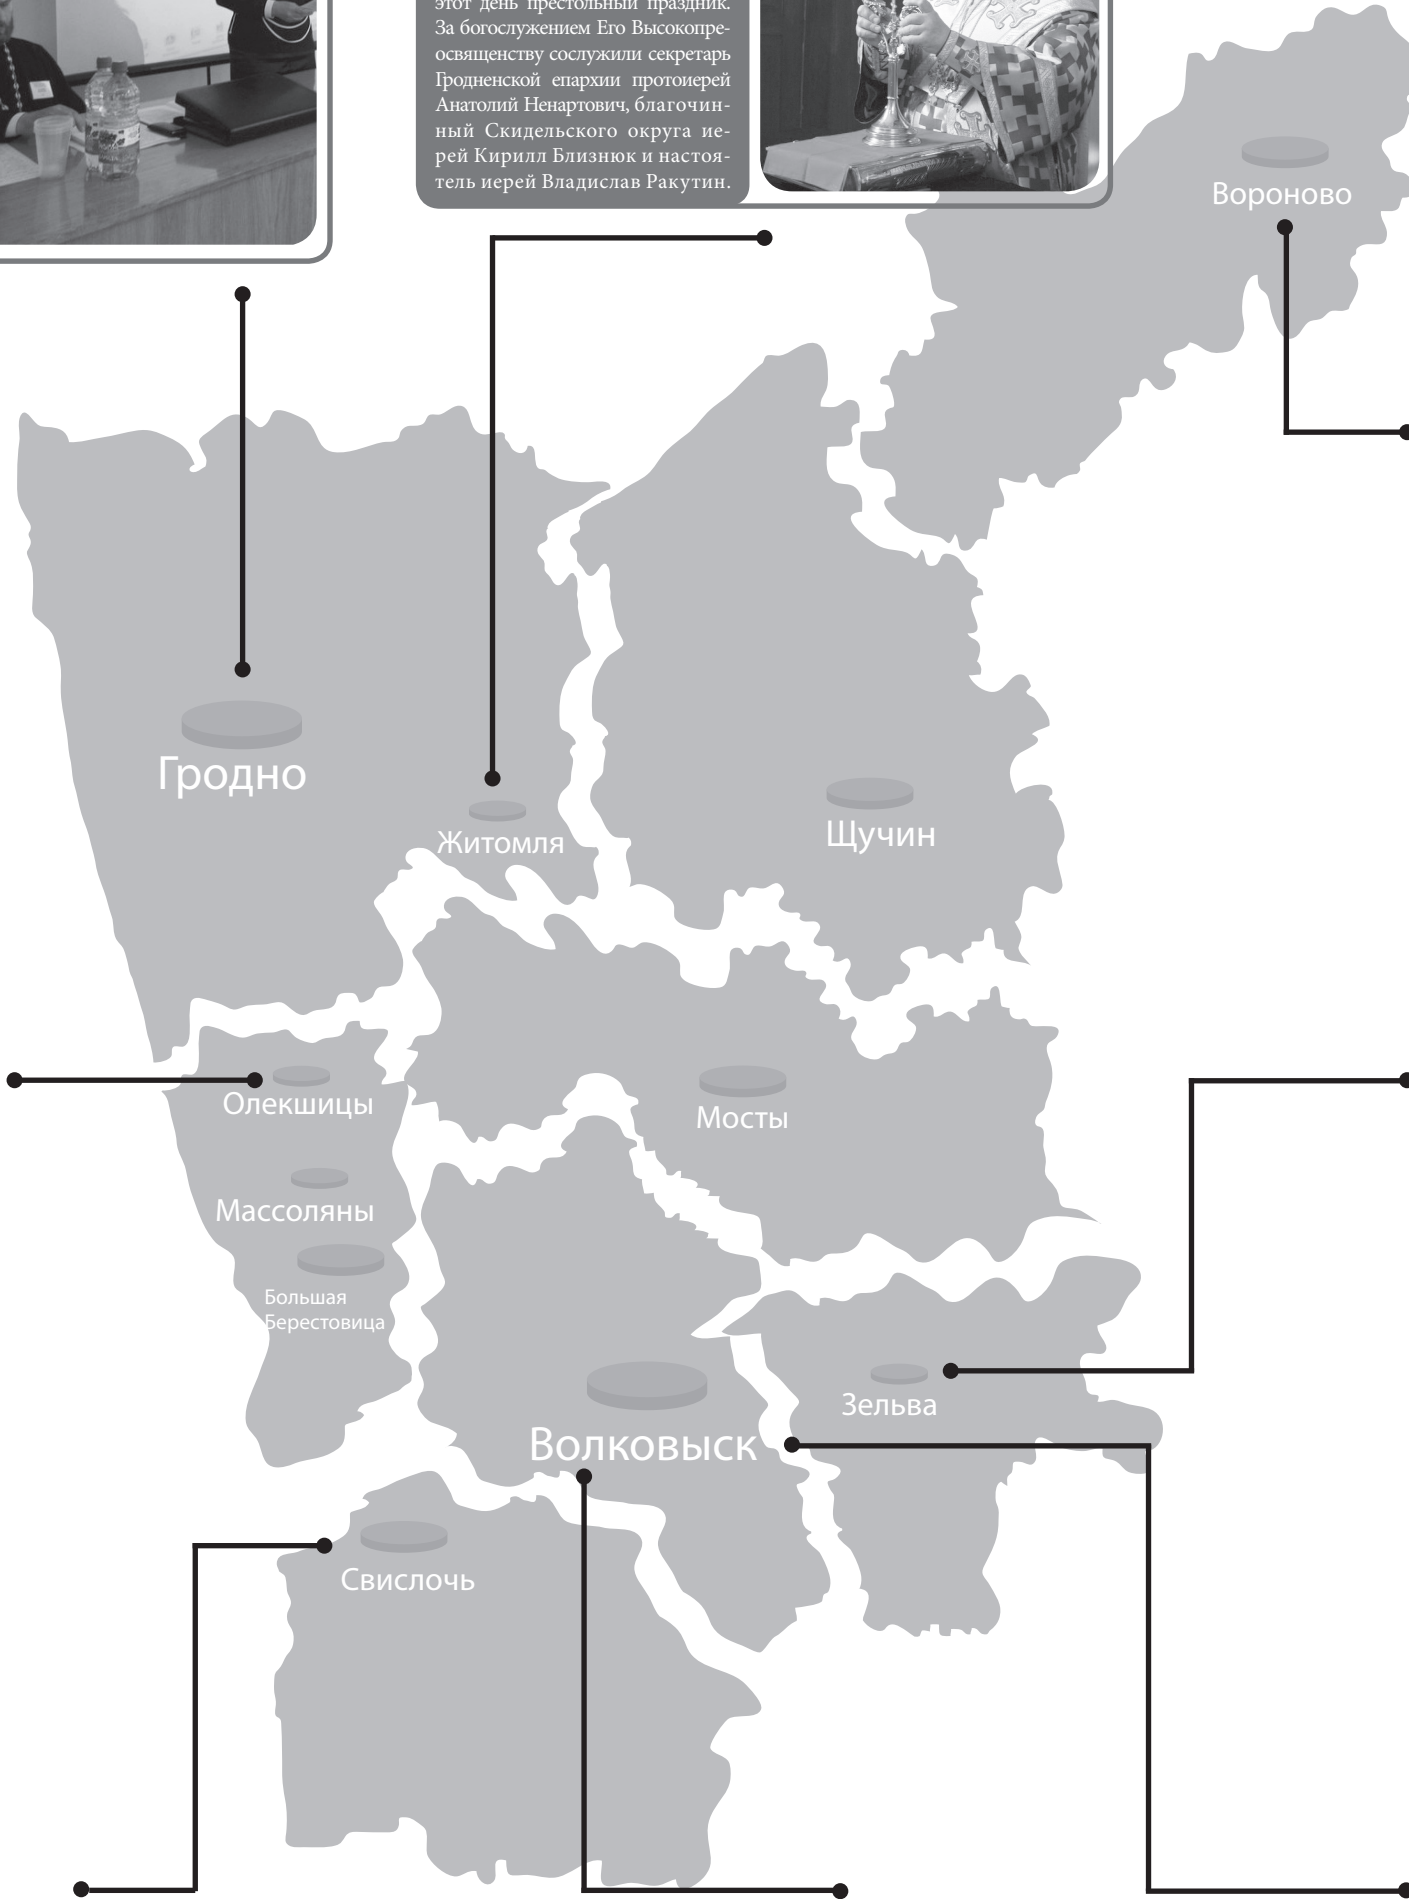 этот день престольный праздник.
За богослужением Его Высокопре-
освященству сослужили секретарь
Гродненской епархии протоиерей
Анатолий Ненартович, благочин-
ный Скидельского округа ие-
рей Кирилл Близнюк и настоя-
тель иерей Владислав Ракутин.
Вороново
Гродно
Житомля
Щучин
Олекшицы
Мосты
Массоляны
Большая
Берестовица
Зельва
Волковыск
Свислочь